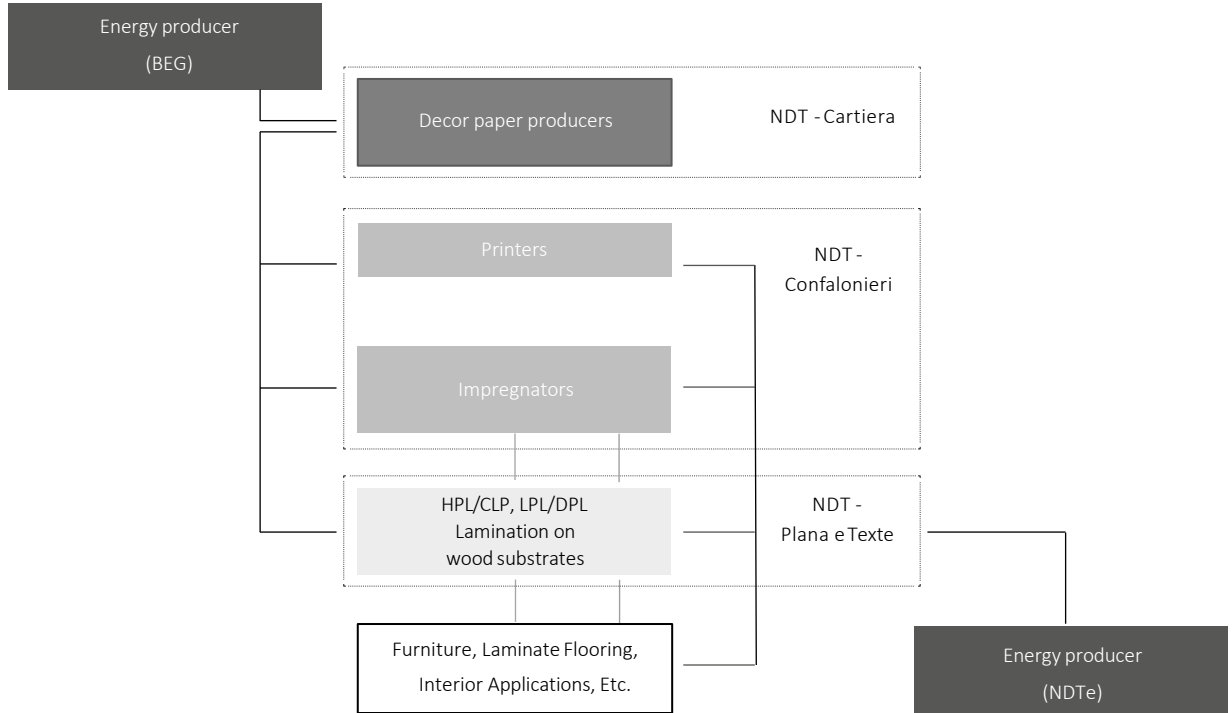 Energy producer
(BEG)
Decor paper producers
NDT - Cartiera
Printers
NDT -
Confalonieri
Impregnators
HPL/CLP, LPL/DPL
Lamination on
wood substrates
NDT -
Plana e Texte
Furniture, Laminate Flooring,
Interior Applications, Etc.
Energy producer
(NDTe)